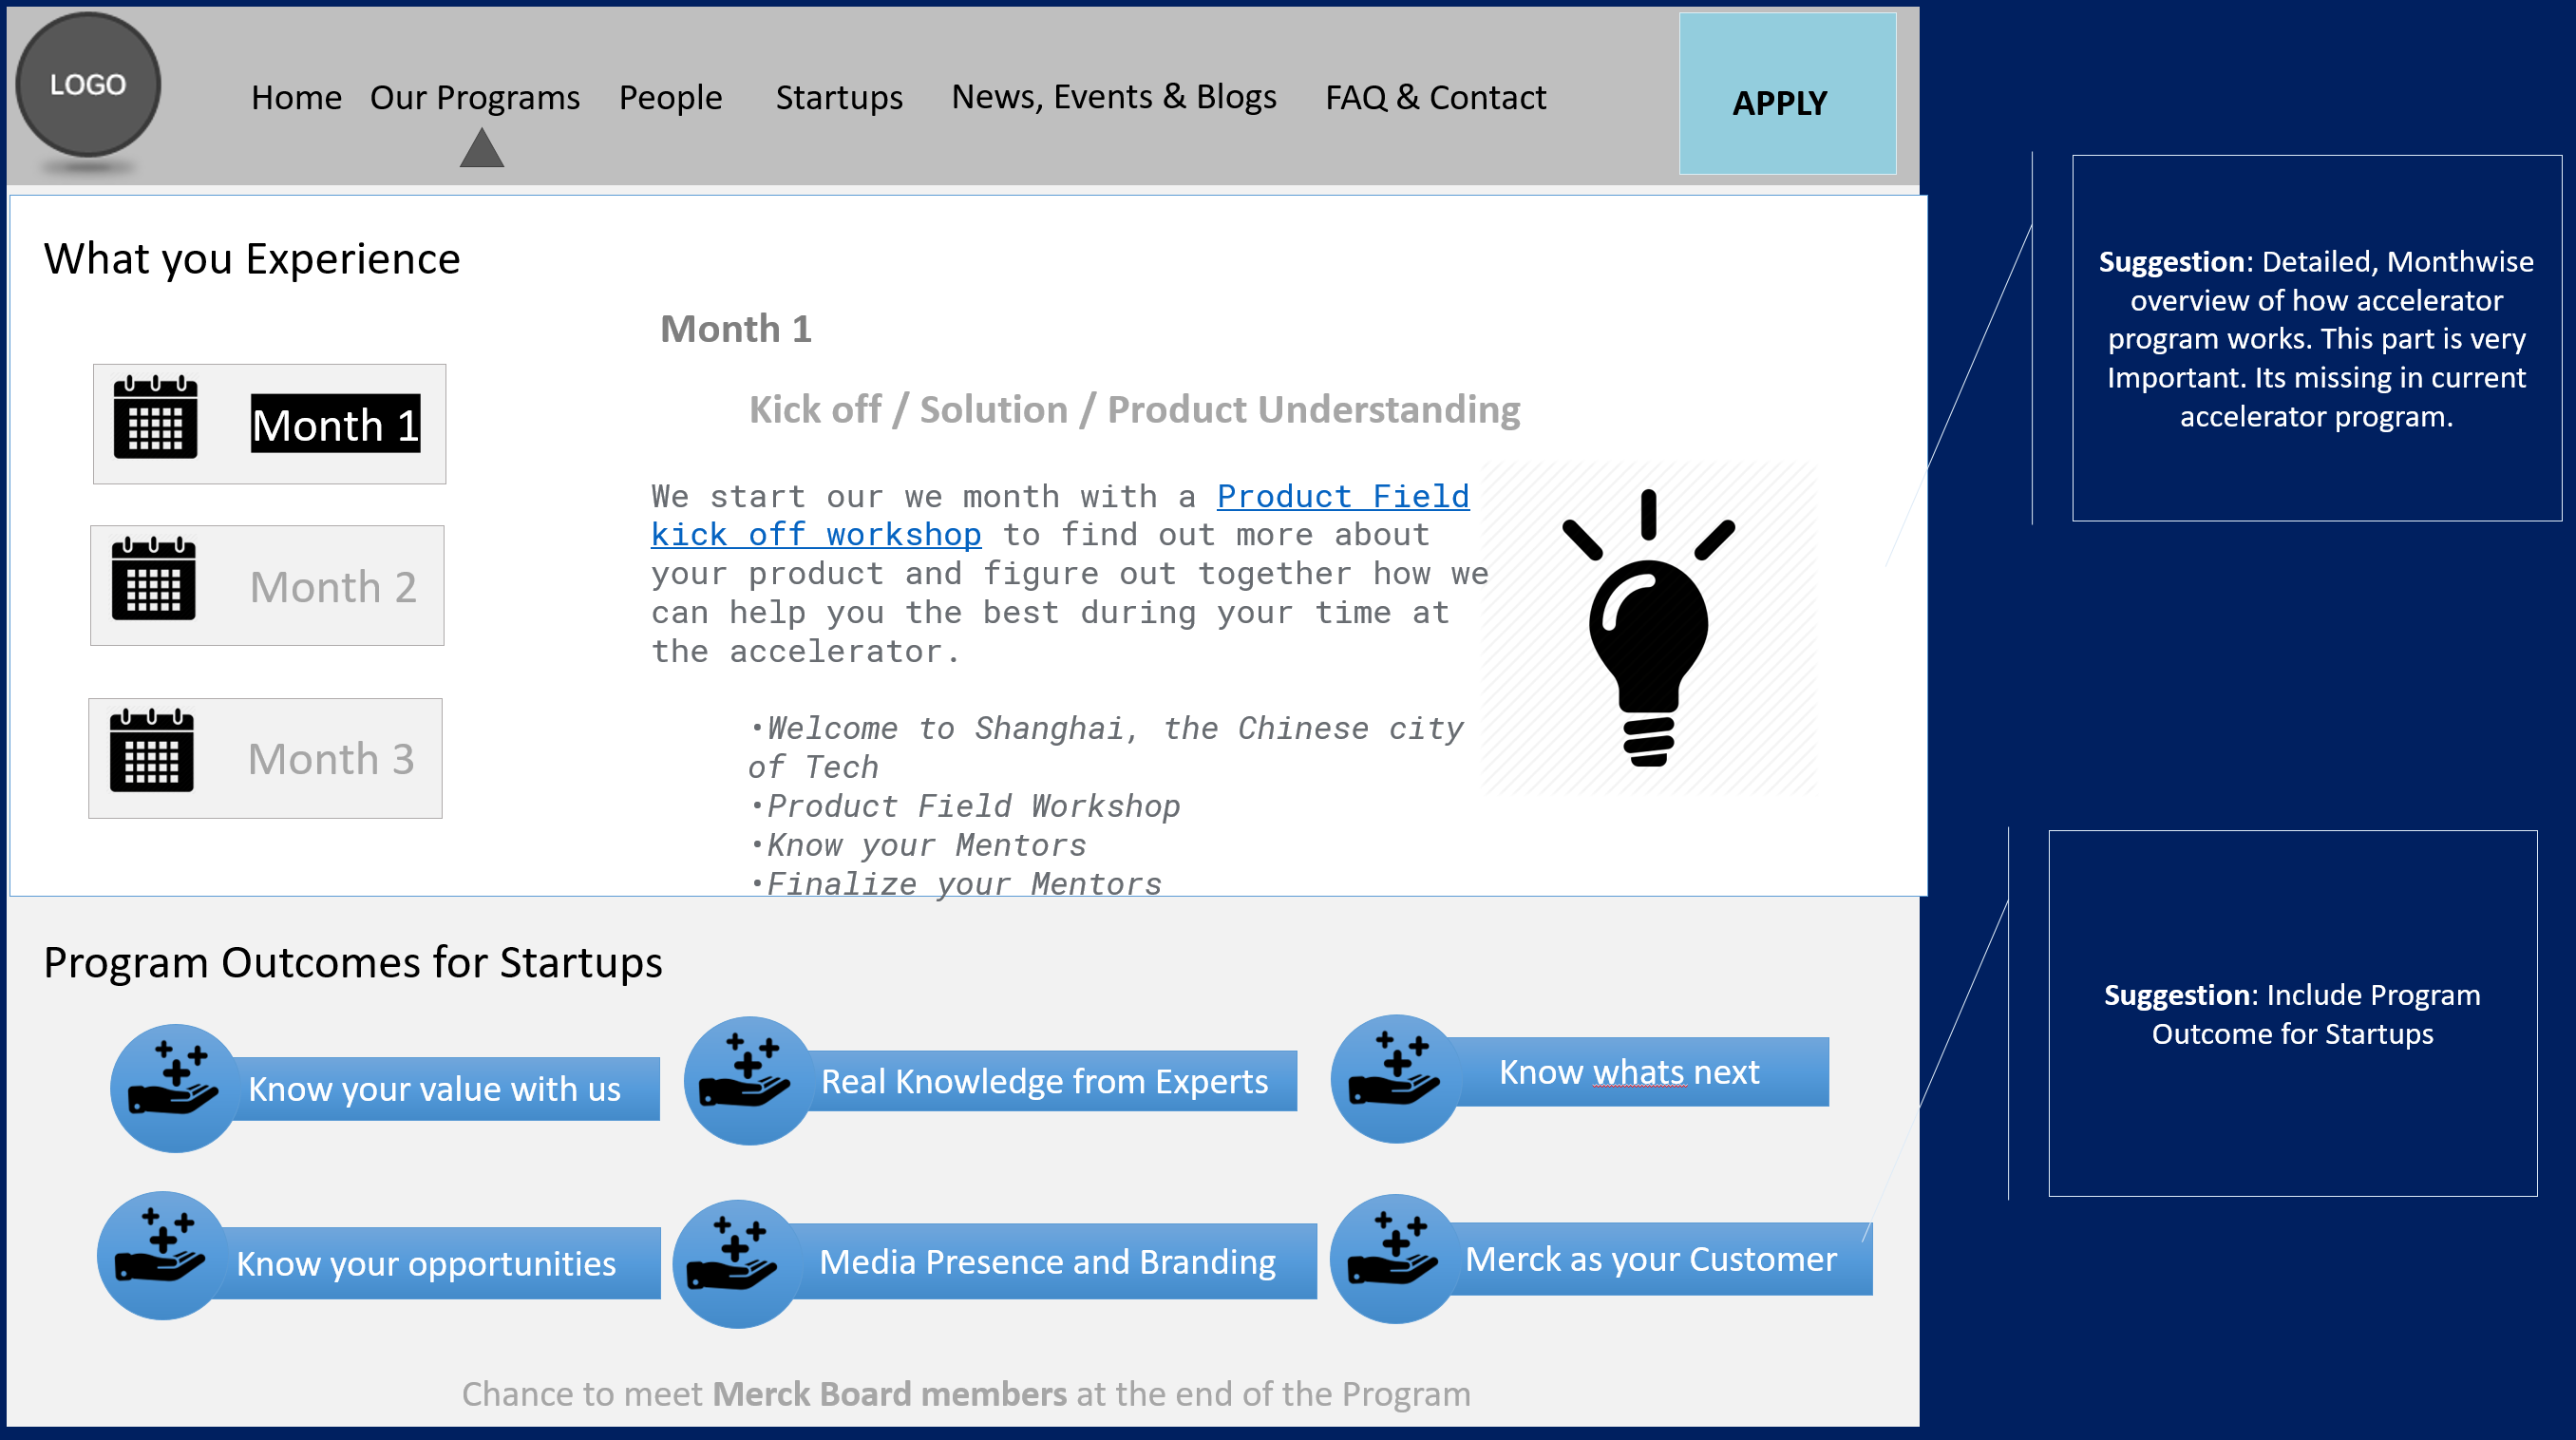 LOGO
Home
Our Programs
People
Startups
News, Events & Blogs
FAQ & Contact
APPLY
What you Experience
Month 1
Month 2
Month 3
Month 1
Kick off / Solution / Product Understanding
We start our we month with a Product Field
kick off workshop to find out more about
your product and figure out together how we
can help you the best during your time at
the accelerator.
•Welcome to Shanghai, the Chinese city
of Tech
•Product Field Workshop
•Know your Mentors
•Finalize your Mentors
Suggestion: Detailed, Monthwise
overview of how accelerator
program works. This part is very
Important. Its missing in current
accelerator program.
Program Outcomes for Startups
Know your value with us
Real Knowledge from Experts
Know whats next
Know your opportunities
Media Presence and Branding
Merck as your Customer
Chance to meet Merck Board members at the end of the Program
Suggestion: Include Program
Outcome for Startups